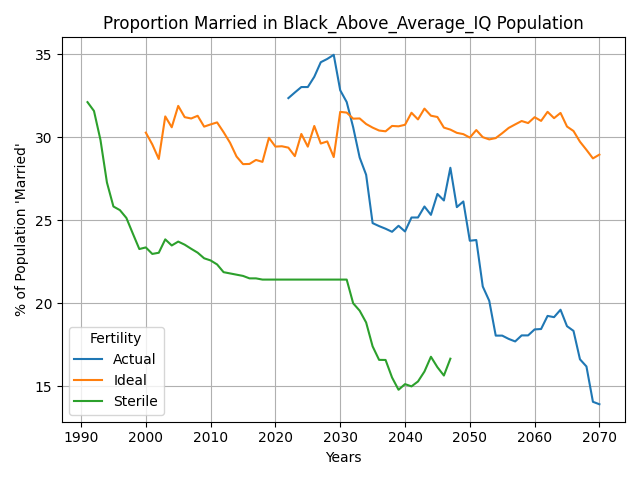 Proportion Married in Black_Above_Average_IQ Population
% of Population 'Married'
35
30
25
20
15
Fertility
Actual
Ideal
Sterile
1990 2000 2010 2020 2030 2040 2050 2060 2070
Years